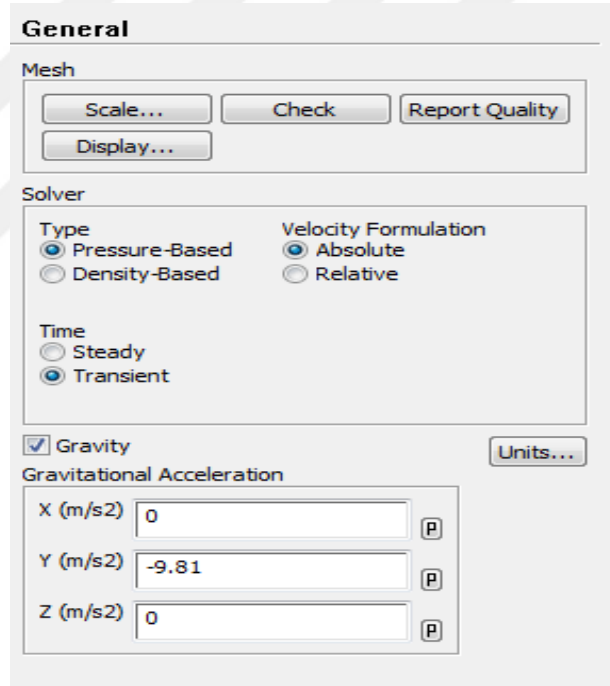 General
Mesh
Scale... Check Report Quality
Display...
Solver
Type Velocity Formulation
Pressure-Based Absolute
Density-Based Relative
Time
Steady
Transient
Gravity Units...
Gravitational Acceleration
X (m/s2) 0 P
Y (m/s2) -9.81 P
Z (m/s2) 0 P